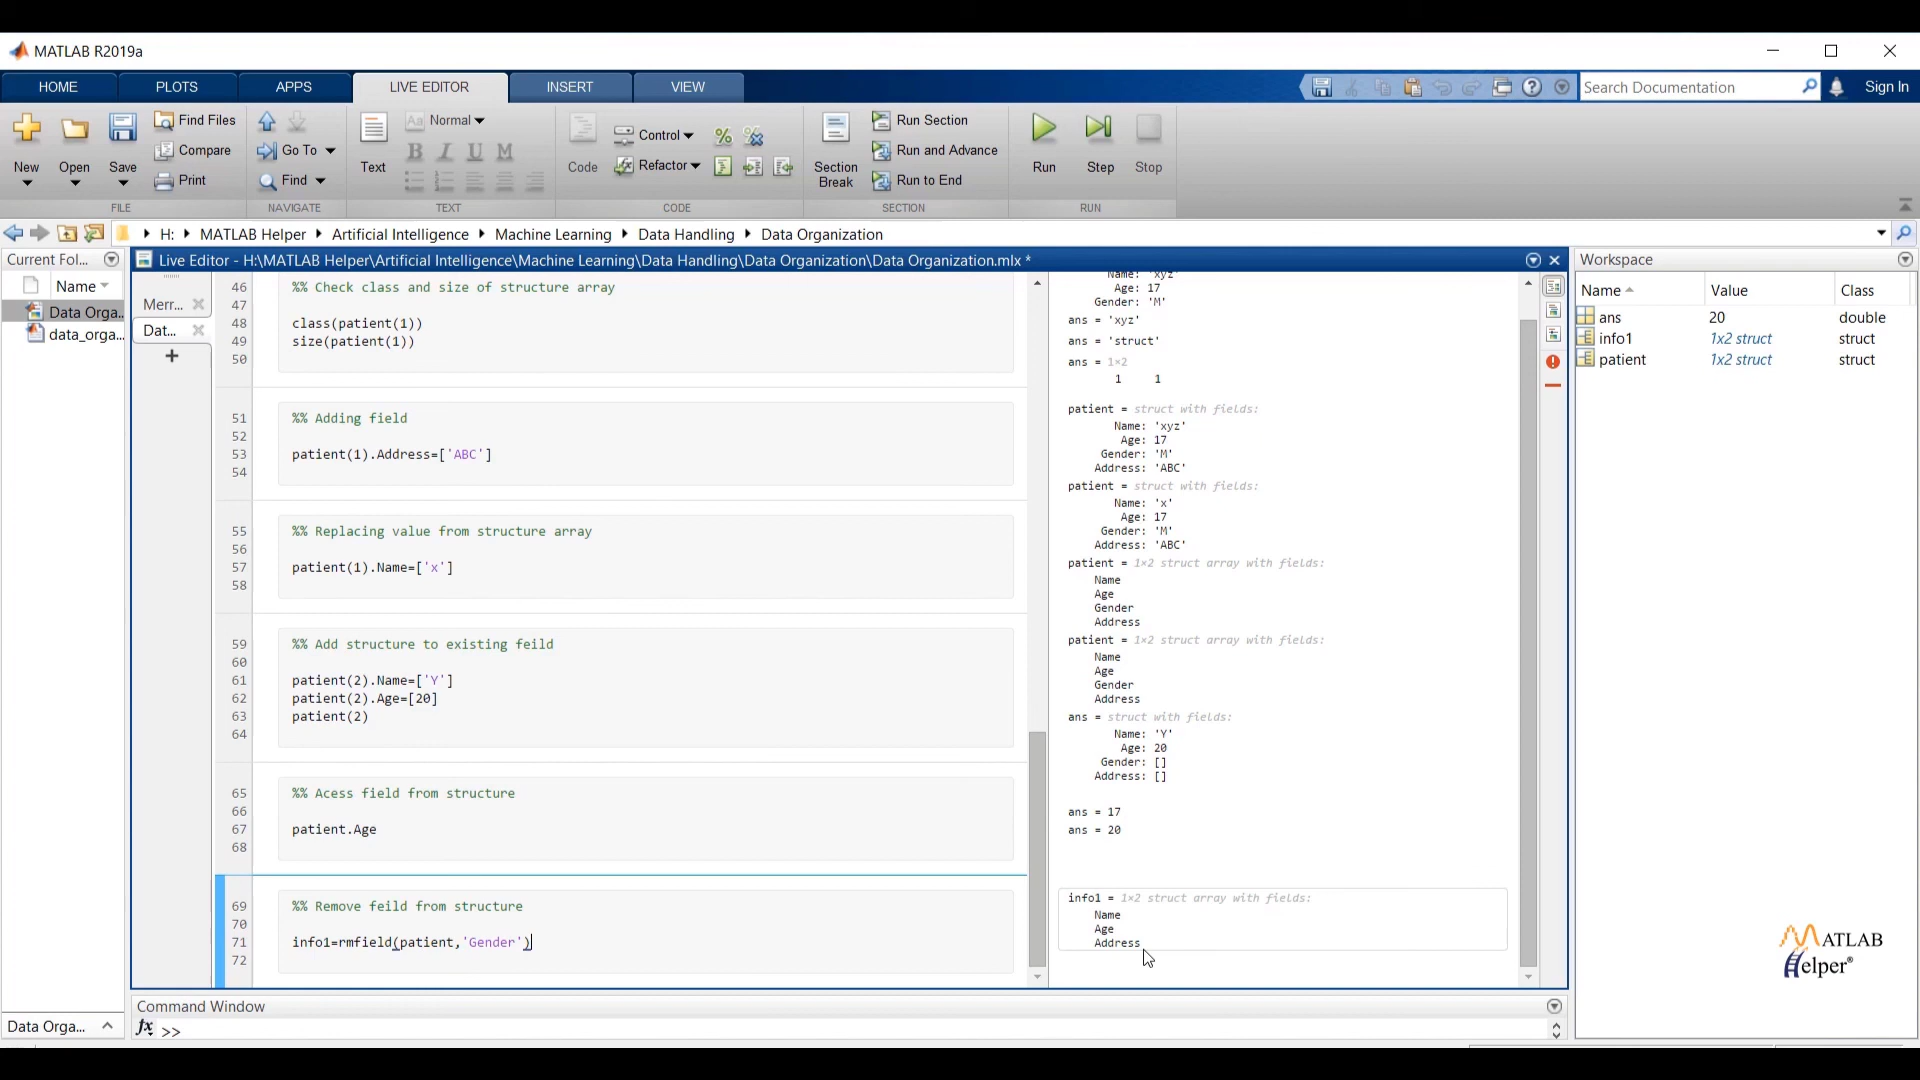 MATLAB R2019a
HOME PLOTS APPS LIVE EDITOR INSERT VIEW Search Documentation Sign In
New Open Save Find Files Compare Print Go To Find Text Aa Normal B I U M Code Control Refactor Section Break Run Section Run and Advance Run to End Run Step Stop
FILE NAVIGATE TEXT CODE SECTION RUN
H: MATLAB Helper Artificial Intelligence Machine Learning Data Handling Data Organization
Current Fol...
Name
Data Orga...
data_orga...
Data Orga...
Live Editor - H:\MATLAB Helper\Artificial Intelligence\Machine Learning\Data Handling\Data Organization\Data Organization.mlx *
Merr...
Dat...
46 %% Check class and size of structure array
47
48 class(patient(1))
49 size(patient(1))
50
51 %% Adding field
52
53 patient(1).Address=['ABC']
54
55 %% Replacing value from structure array
56
57 patient(1).Name=['x']
58
59 %% Add structure to existing feild
60
61 patient(2).Name=['Y']
62 patient(2).Age=[20]
63 patient(2)
64
65 %% Acess field from structure
66
67 patient.Age
68
69 %% Remove feild from structure
70
71 info1=rmfield(patient,'Gender')
72
Name: 'xyz'
Age: 17
Gender: 'M'
ans = 'xyz'
ans = 'struct'
ans = 1×2
1 1
patient = struct with fields:
Name: 'xyz'
Age: 17
Gender: 'M'
Address: 'ABC'
patient = struct with fields:
Name: 'x'
Age: 17
Gender: 'M'
Address: 'ABC'
patient = 1×2 struct array with fields:
Name
Age
Gender
Address
patient = 1×2 struct array with fields:
Name
Age
Gender
Address
ans = struct with fields:
Name: 'Y'
Age: 20
Gender: []
Address: []
ans = 17
ans = 20
info1 = 1×2 struct array with fields:
Name
Age
Address
Workspace
Name Value Class
ans 20 double
info1 1x2 struct struct
patient 1x2 struct struct
MATLAB
Helper®
Command Window
fx >>